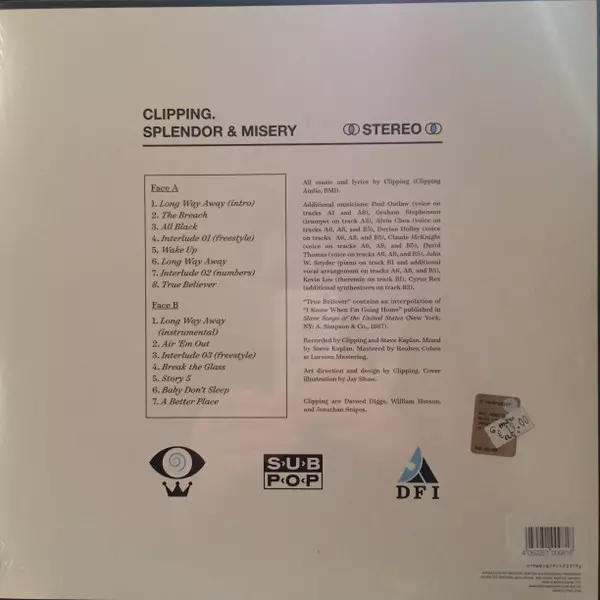 CLIPPING.
SPLENDOR & MISERY
STEREO
Face A
1. Long Way Away (intro)
2. The Breach
3. All Black
4. Interlude 01 (freestyle)
5. Wake Up
6. Long Way Away
7. Interlude 02 (numbers)
8. True Believer
Face B
1. Long Way Away
(instrumental)
2. Air 'Em Out
3. Interlude 03 (freestyle)
4. Break the Glass
5. Story 5
6. Baby Don't Sleep
7. A Better Place
All music and lyrics by Clipping (Clipping
Audio, BMI).
Additional musicians: Paul Outlaw (voice on
tracks A1 and A8), Graham Stephenson
(trumpet on track A5), Alvin Chea (voice on
tracks A6, A8, and B5), Dorian Holley (voice
on tracks A6, A8, and B5), Claude McKnight
(voice on tracks A6, A8, and B5), David
Thomas (voice on tracks A6, A8, and B5), John
W. Snyder (piano on track B1 and additional
vocal arrangement on tracks A6, A8, and B5),
Kevin Lee (theremin on track B1), Cyrus Rex
(additional synthesizers on track B2).
"True Believer" contains an interpolation of
"I Know When I'm Going Home" published in
Slave Songs of the United States (New York,
NY: A. Simpson & Co., 1867).
Recorded by Clipping and Steve Kaplan. Mixed
by Steve Kaplan. Mastered by Reuben Cohen
at Lurssen Mastering.
Art direction and design by Clipping. Cover
illustration by Jay Shaw.
Clipping are Daveed Diggs, William Hutson,
and Jonathan Snipes.
SUB
POP
DFI